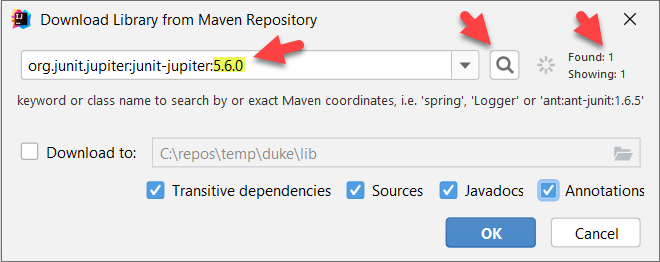 Download Library from Maven Repository
org.junit.jupiter:junit-jupiter:5.6.0
Found: 1
Showing: 1
keyword or class name to search by or exact Maven coordinates, i.e. 'spring', 'Logger' or 'ant:ant-junit:1.6.5'
Download to: C:\repos\temp\duke\lib
Transitive dependencies Sources Javadocs Annotations
OK Cancel